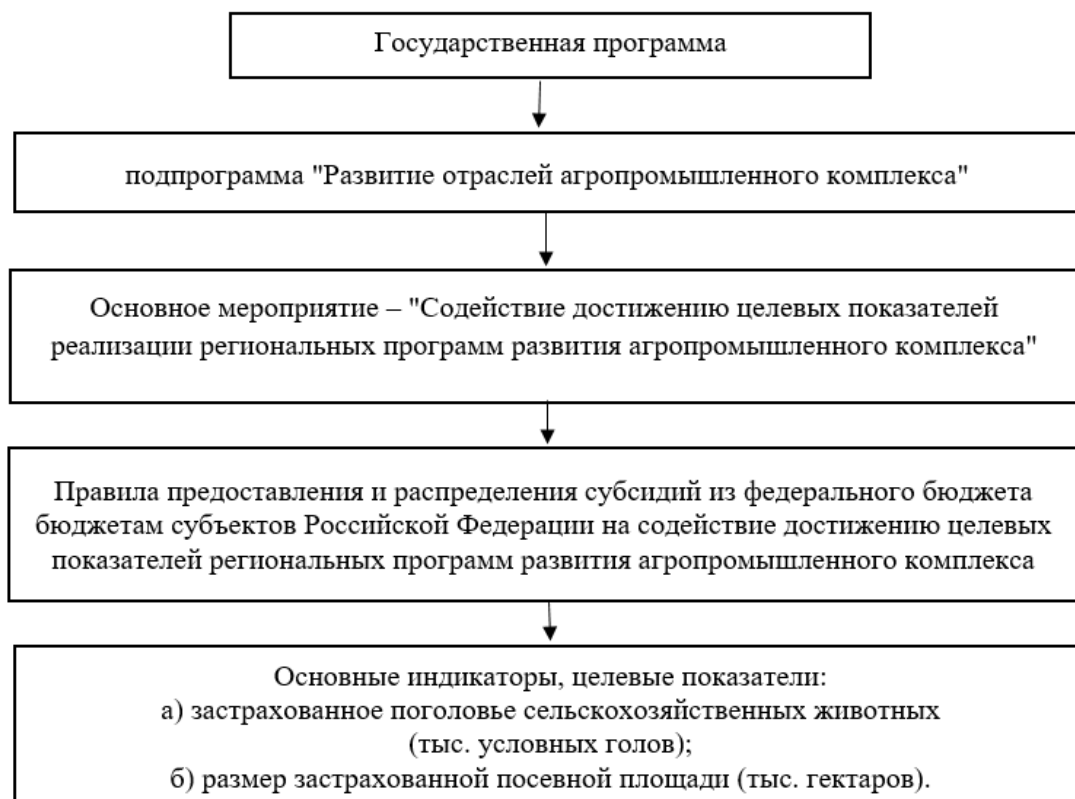 Государственная программа
подпрограмма "Развитие отраслей агропромышленного комплекса"
Основное мероприятие – "Содействие достижению целевых показателей
реализации региональных программ развития агропромышленного комплекса"
Правила предоставления и распределения субсидий из федерального бюджета
бюджетам субъектов Российской Федерации на содействие достижению целевых
показателей региональных программ развития агропромышленного комплекса
Основные индикаторы, целевые показатели:
а) застрахованное поголовье сельскохозяйственных животных
(тыс. условных голов);
б) размер застрахованной посевной площади (тыс. гектаров).